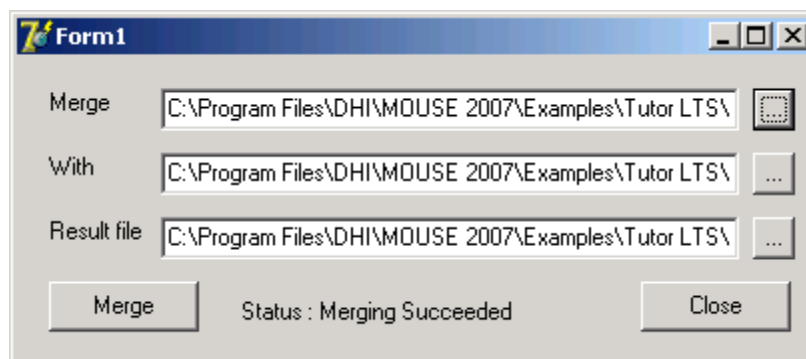 Form1
Merge C:\Program Files\DHI\MOUSE 2007\Examples\Tutor LTS\ ...
With C:\Program Files\DHI\MOUSE 2007\Examples\Tutor LTS\ ...
Result file C:\Program Files\DHI\MOUSE 2007\Examples\Tutor LTS\ ...
Merge Status : Merging Succeeded Close